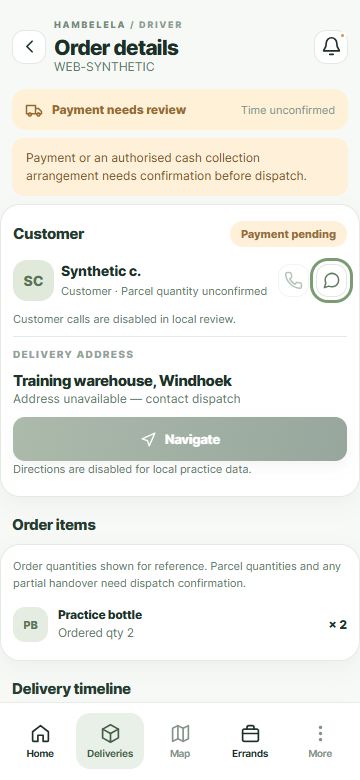 HAMBELELA / DRIVER
Order details
WEB-SYNTHETIC
Payment needs review
Time unconfirmed
Payment or an authorised cash collection
arrangement needs confirmation before dispatch.
Customer
Payment pending
SC
Synthetic c.
Customer · Parcel quantity unconfirmed
Customer calls are disabled in local review.
DELIVERY ADDRESS
Training warehouse, Windhoek
Address unavailable — contact dispatch
Navigate
Directions are disabled for local practice data.
Order items
Order quantities shown for reference. Parcel quantities and any
partial handover need dispatch confirmation.
PB
Practice bottle
Ordered qty 2
× 2
Delivery timeline
Home
Deliveries
Map
Errands
More